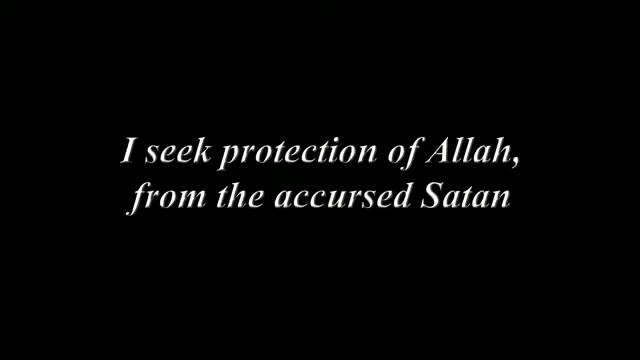 I seek protection of Allah,
from the accursed Satan